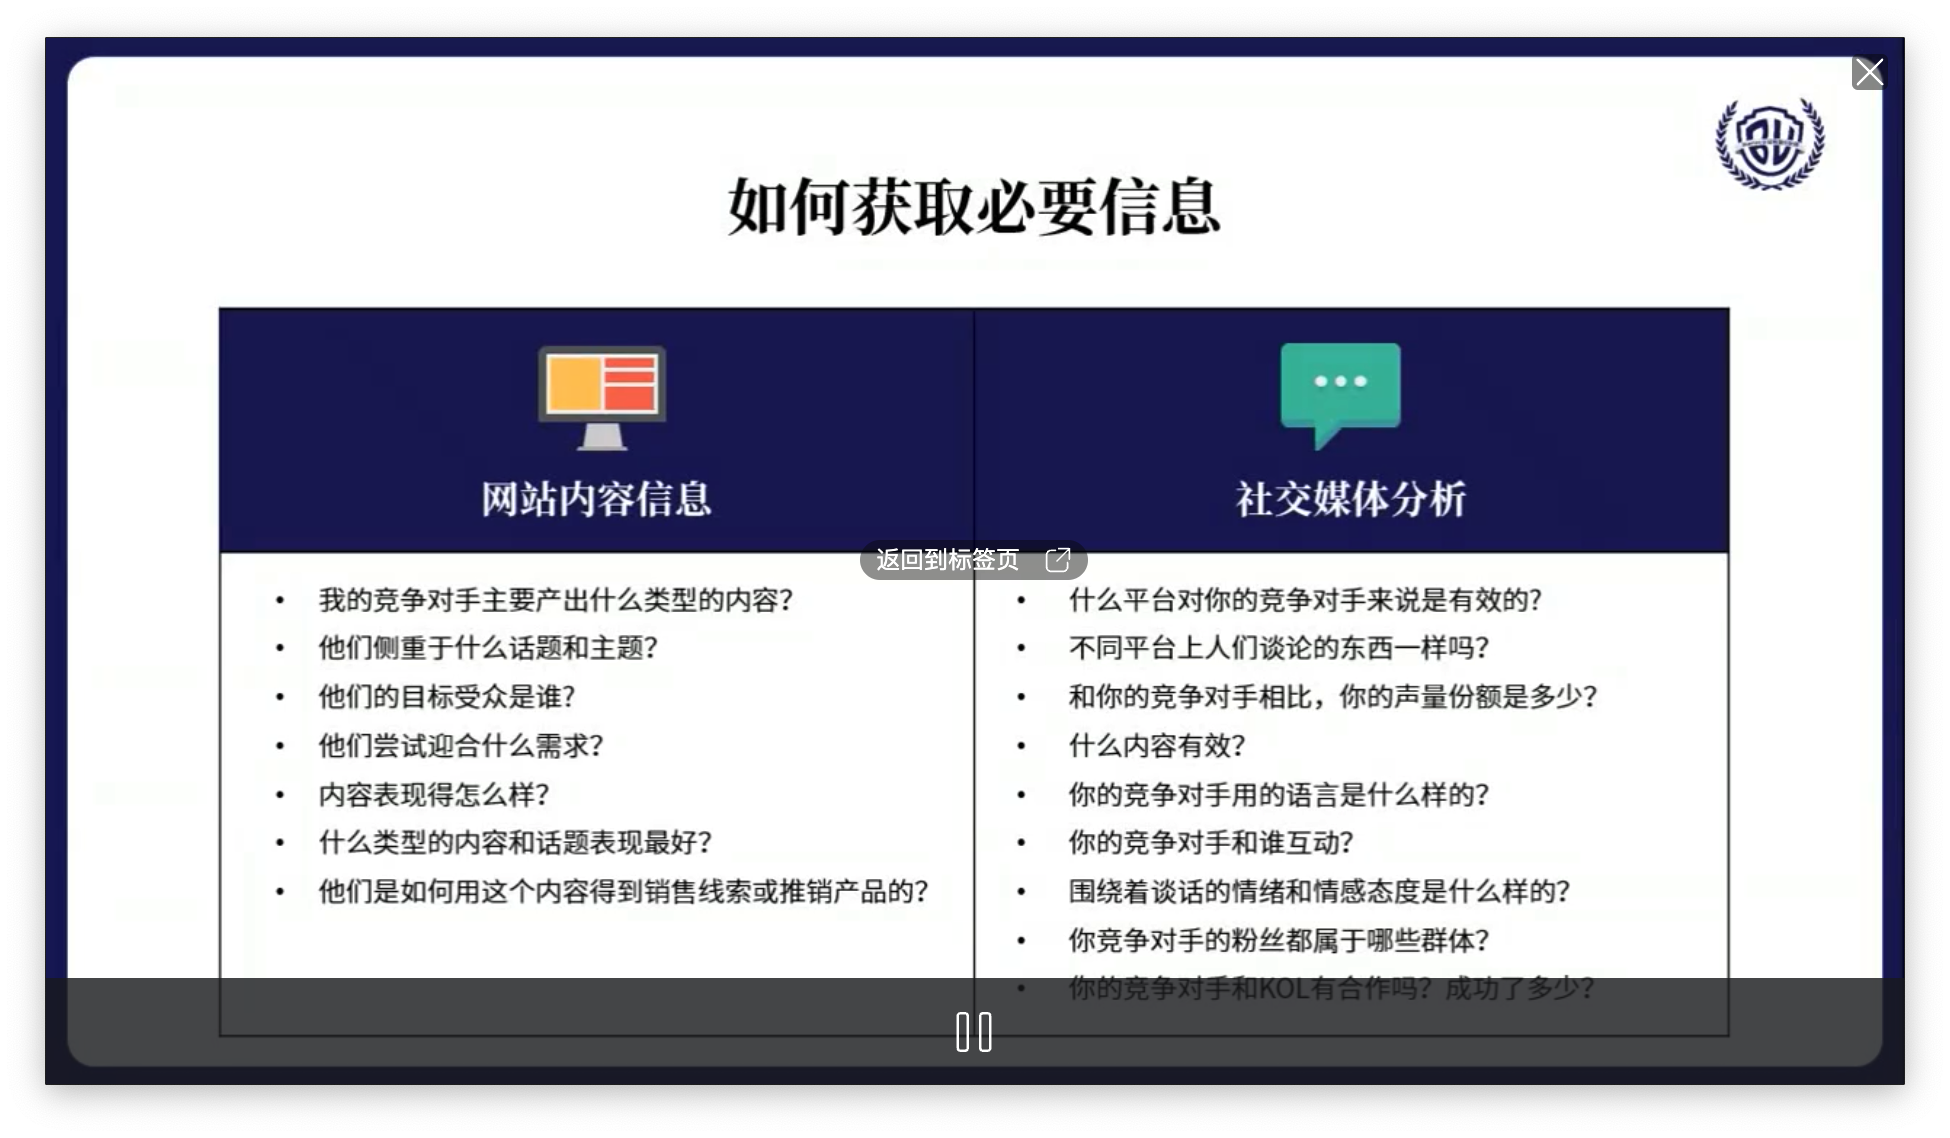 如何获取必要信息
网站内容信息
社交媒体分析
返回到标签页
• 我的竞争对手主要产出什么类型的内容?
• 他们侧重于什么话题和主题?
• 他们的目标受众是谁?
• 他们尝试迎合什么需求?
• 内容表现得怎么样?
• 什么类型的内容和话题表现最好?
• 他们是如何用这个内容得到销售线索或推销产品的?
• 什么平台对你的竞争对手来说是有效的?
• 不同平台上人们谈论的东西一样吗?
• 和你的竞争对手相比，你的声量份额是多少?
• 什么内容有效?
• 你的竞争对手用的语言是什么样的?
• 你的竞争对手和谁互动?
• 围绕着谈话的情绪和情感态度是什么样的?
• 你竞争对手的粉丝都属于哪些群体?
• 你的竞争对手和KOL有合作吗? 成功了多少?